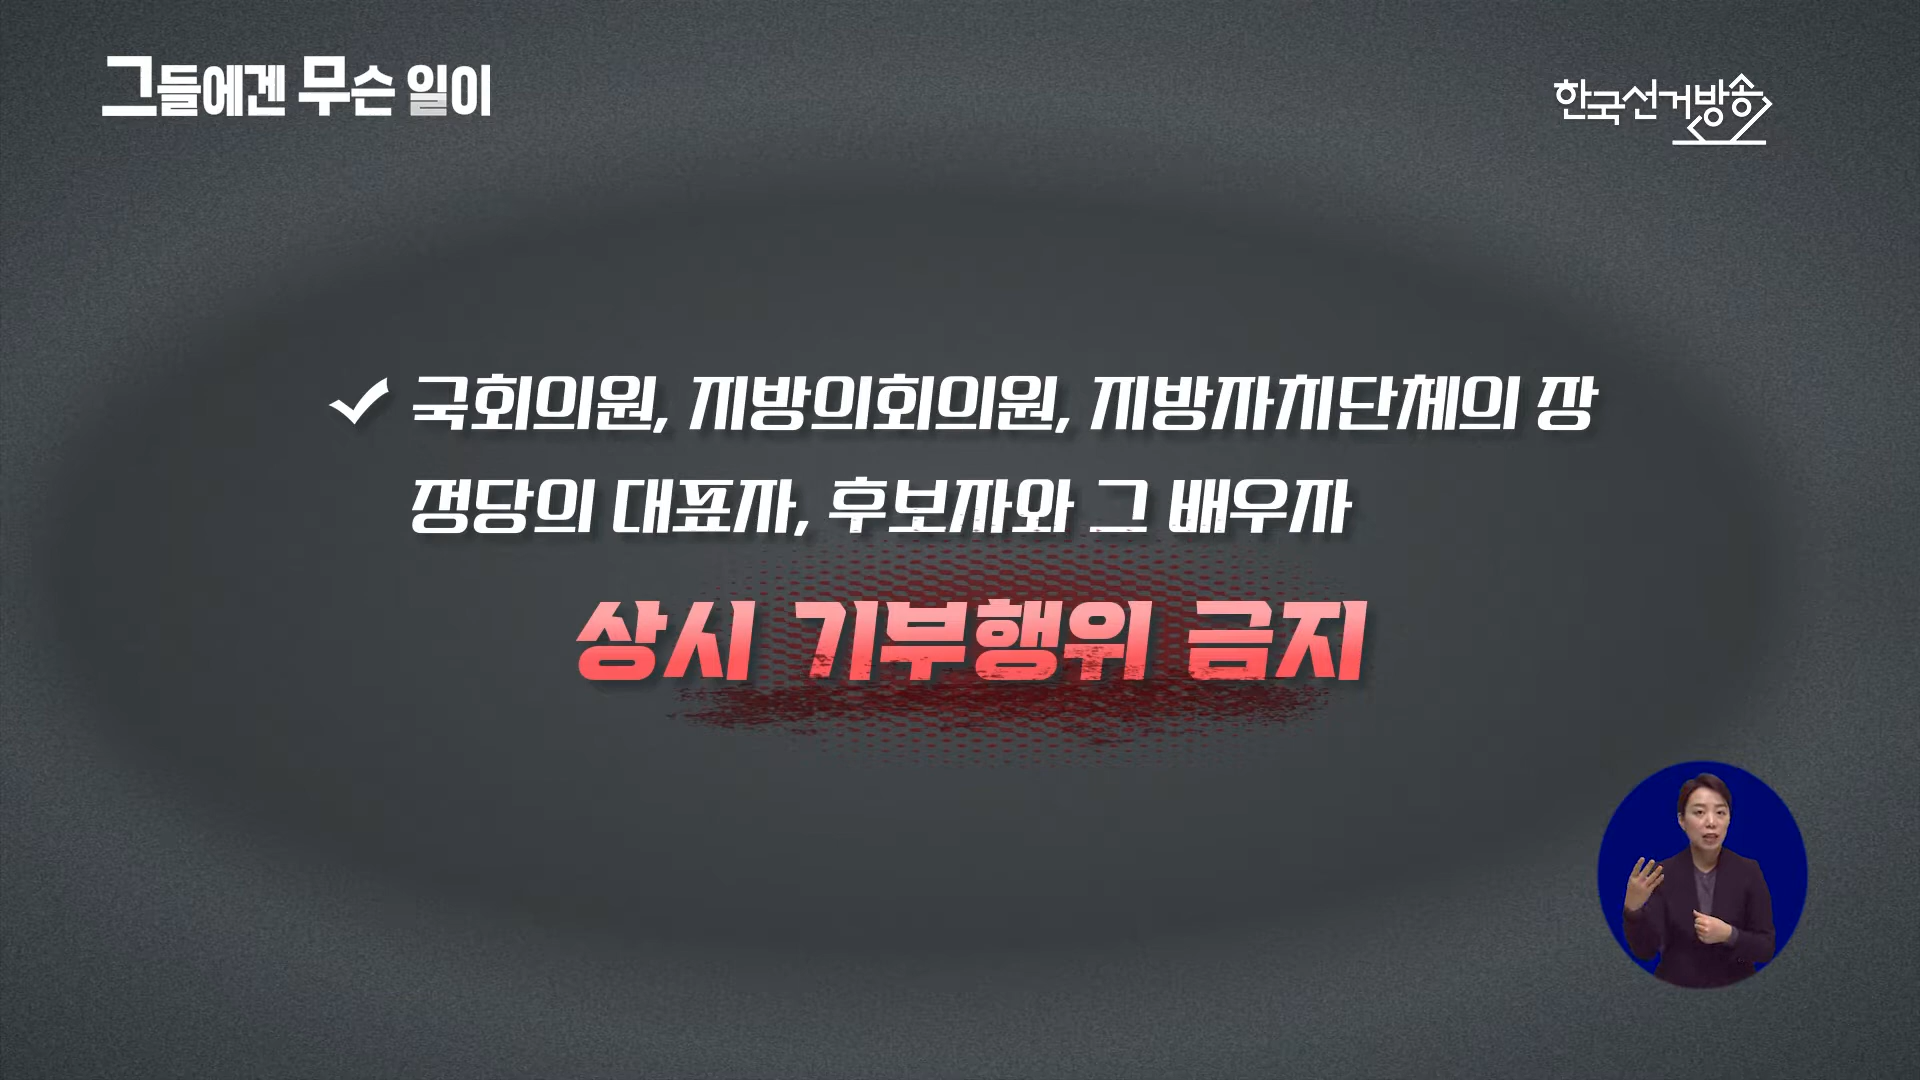 그들에겐 무슨 일이
한국선거방송
국회의원, 지방의회의원, 지방자치단체의 장
정당의 대표자, 후보자와 그 배우자
상시 기부행위 금지